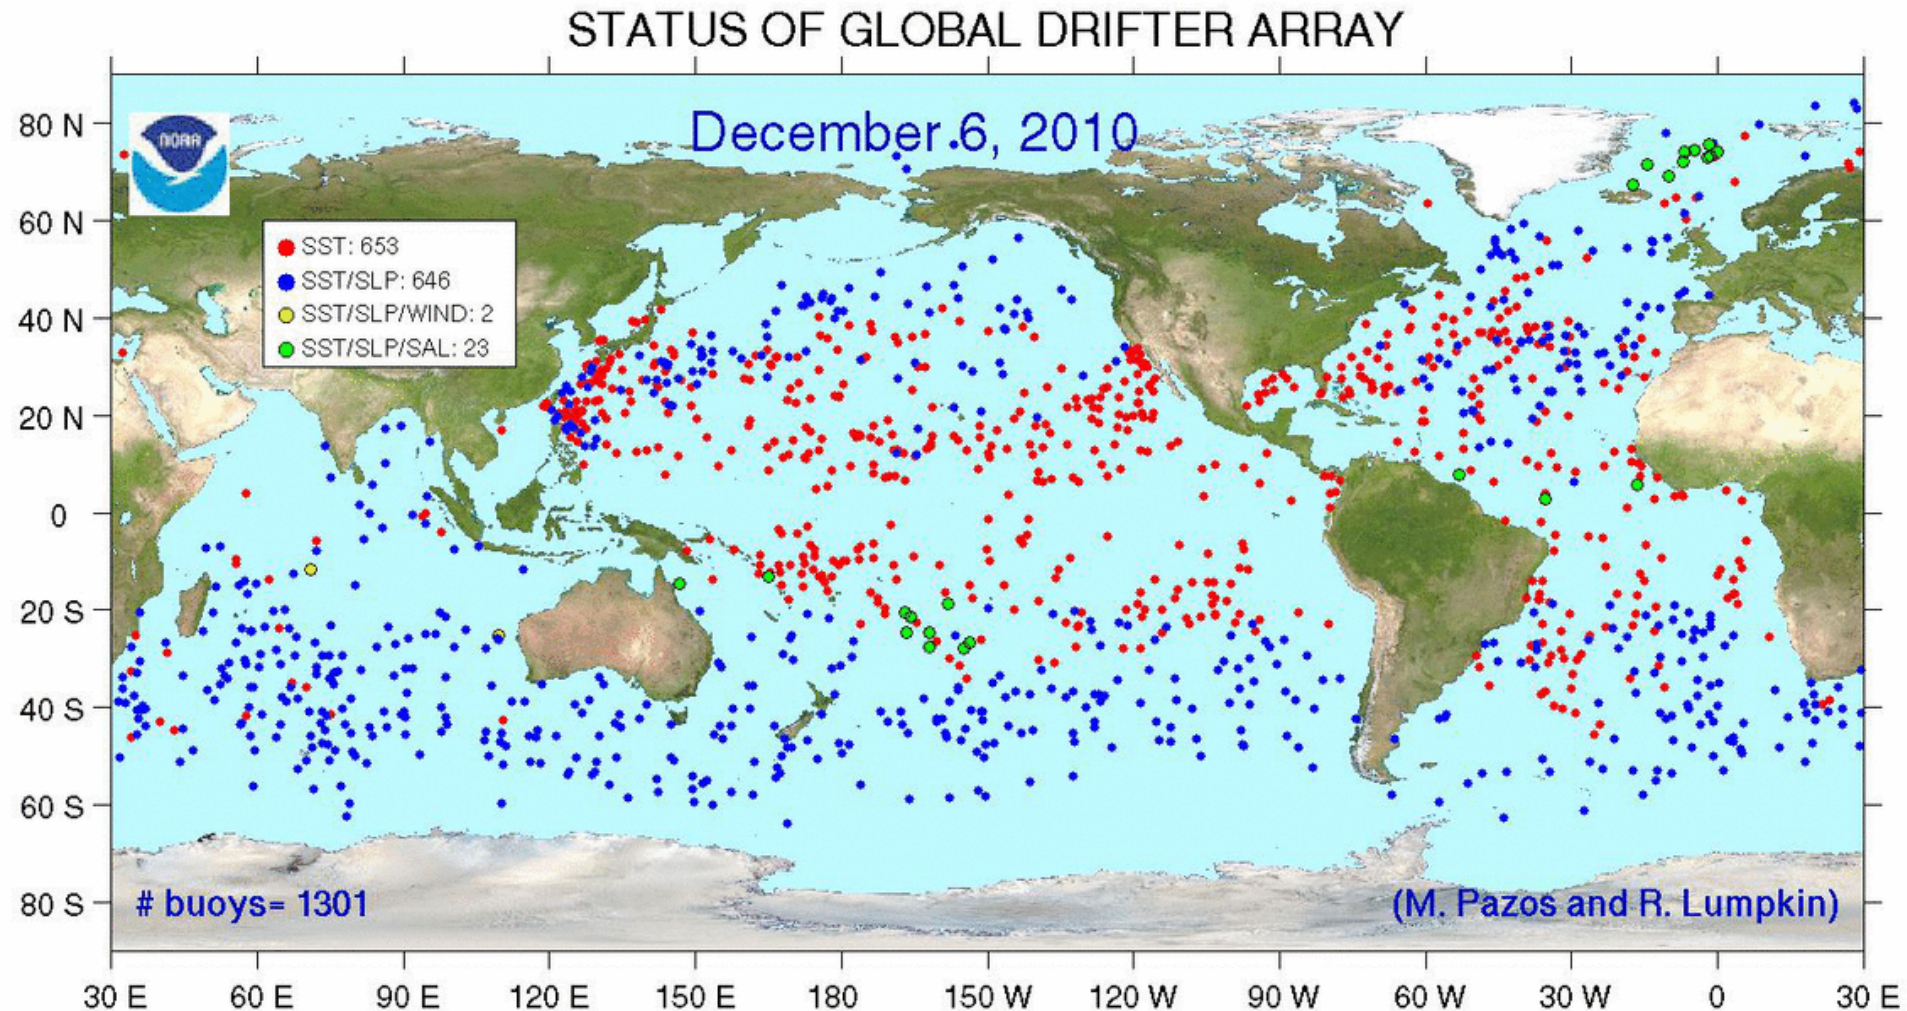 STATUS OF GLOBAL DRIFTER ARRAY
December 6, 2010
NOAA
SST: 653
SST/SLP: 646
SST/SLP/WIND: 2
SST/SLP/SAL: 23
80 N
60 N
40 N
20 N
0
20 S
40 S
60 S
80 S
# buoys= 1301
(M. Pazos and R. Lumpkin)
30 E 60 E 90 E 120 E 150 E 180 150 W 120 W 90 W 60 W 30 W 0 30 E